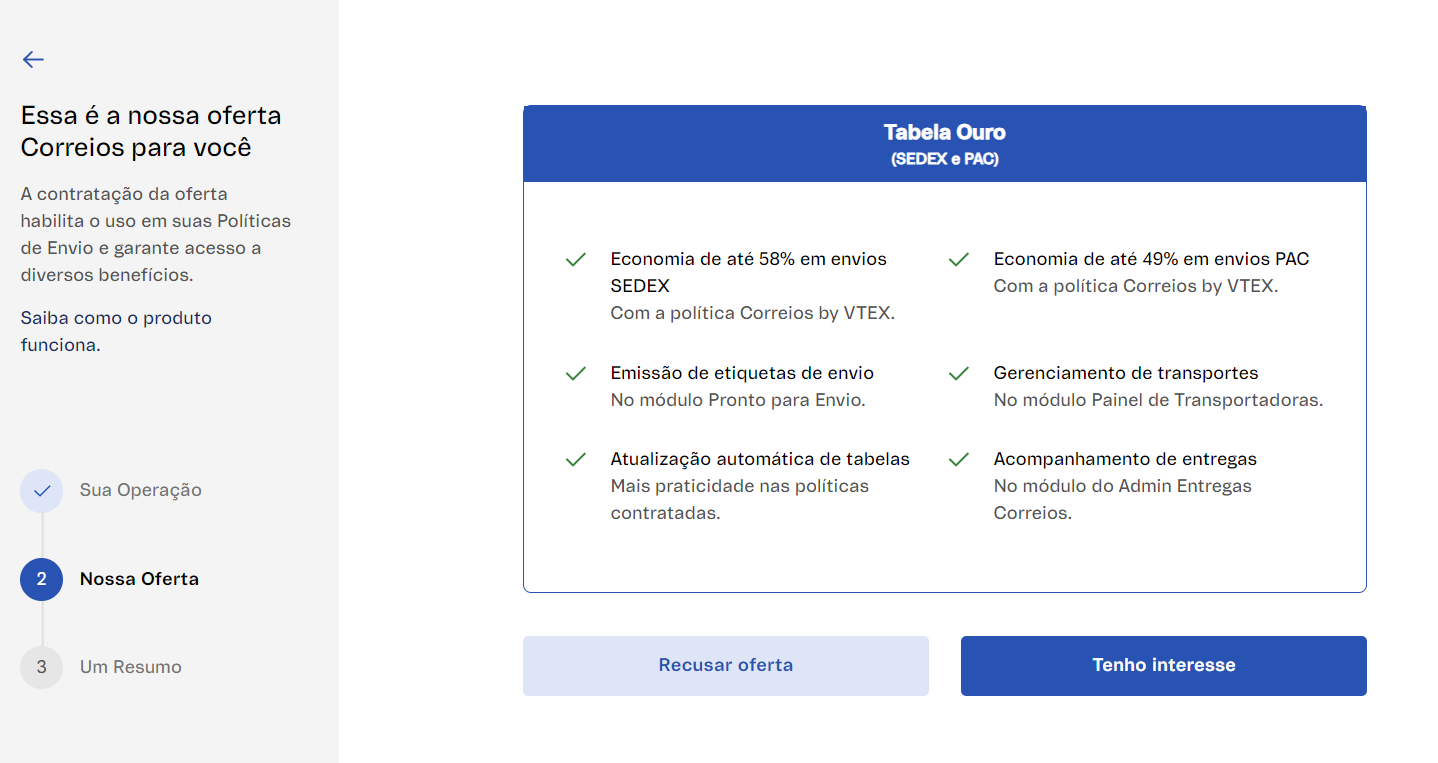 Essa é a nossa oferta
Correios para você
A contratação da oferta
habilita o uso em suas Políticas
de Envio e garante acesso a
diversos benefícios.
Saiba como o produto
funciona.
Sua Operação
2 Nossa Oferta
3 Um Resumo
Tabela Ouro
(SEDEX e PAC)
Economia de até 58% em envios
SEDEX
Com a política Correios by VTEX.
Economia de até 49% em envios PAC
Com a política Correios by VTEX.
Emissão de etiquetas de envio
No módulo Pronto para Envio.
Gerenciamento de transportes
No módulo Painel de Transportadoras.
Atualização automática de tabelas
Mais praticidade nas políticas
contratadas.
Acompanhamento de entregas
No módulo do Admin Entregas
Correios.
Recusar oferta
Tenho interesse